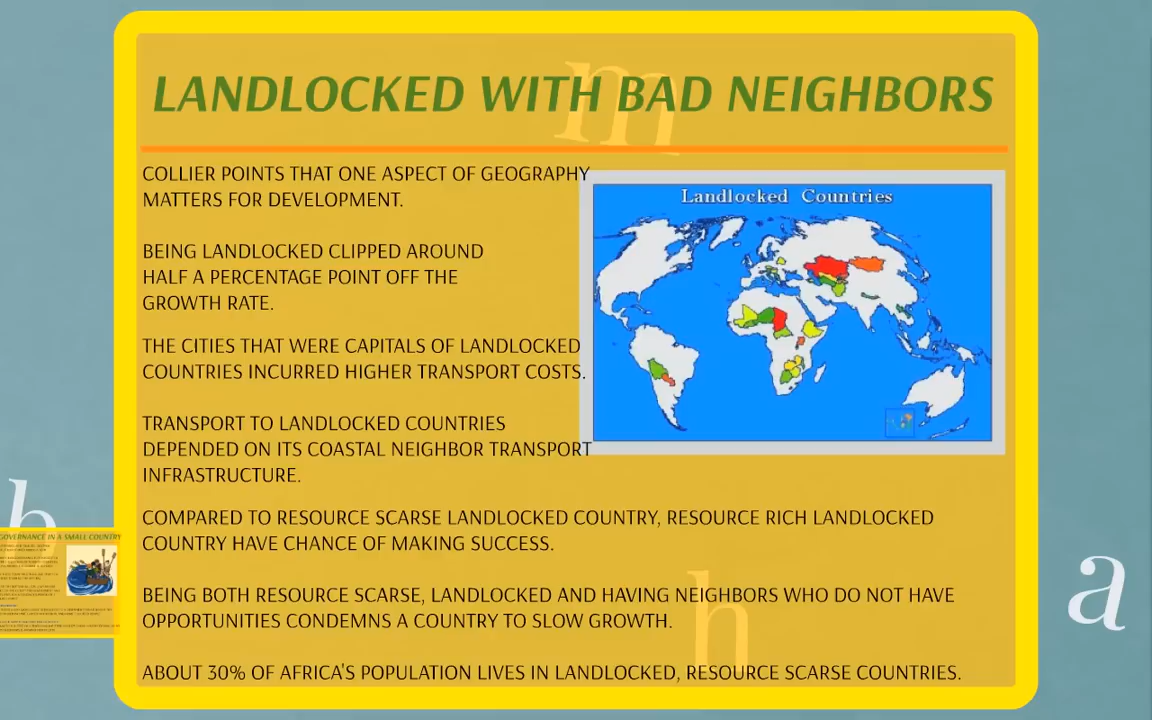 LANDLOCKED WITH BAD NEIGHBORS
COLLIER POINTS THAT ONE ASPECT OF GEOGRAPHY
MATTERS FOR DEVELOPMENT.
BEING LANDLOCKED CLIPPED AROUND
HALF A PERCENTAGE POINT OFF THE
GROWTH RATE.
THE CITIES THAT WERE CAPITALS OF LANDLOCKED
COUNTRIES INCURRED HIGHER TRANSPORT COSTS.
TRANSPORT TO LANDLOCKED COUNTRIES
DEPENDED ON ITS COASTAL NEIGHBOR TRANSPORT
INFRASTRUCTURE.
Landlocked Countries
COMPARED TO RESOURCE SCARSE LANDLOCKED COUNTRY, RESOURCE RICH LANDLOCKED
COUNTRY HAVE CHANCE OF MAKING SUCCESS.
BEING BOTH RESOURCE SCARSE, LANDLOCKED AND HAVING NEIGHBORS WHO DO NOT HAVE
OPPORTUNITIES CONDEMNS A COUNTRY TO SLOW GROWTH.
ABOUT 30% OF AFRICA'S POPULATION LIVES IN LANDLOCKED, RESOURCE SCARSE COUNTRIES.
GOVERNANCE IN A SMALL COUNTRY
m
b
h
a